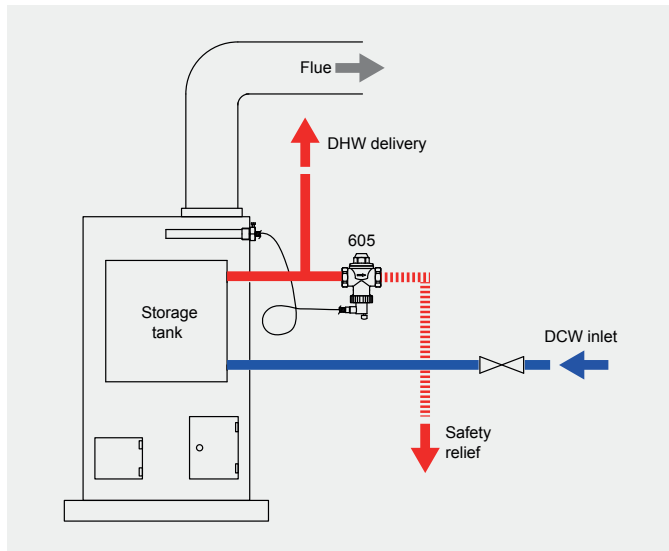 Flue
DHW delivery
605
Storage
tank
DCW inlet
Safety
relief